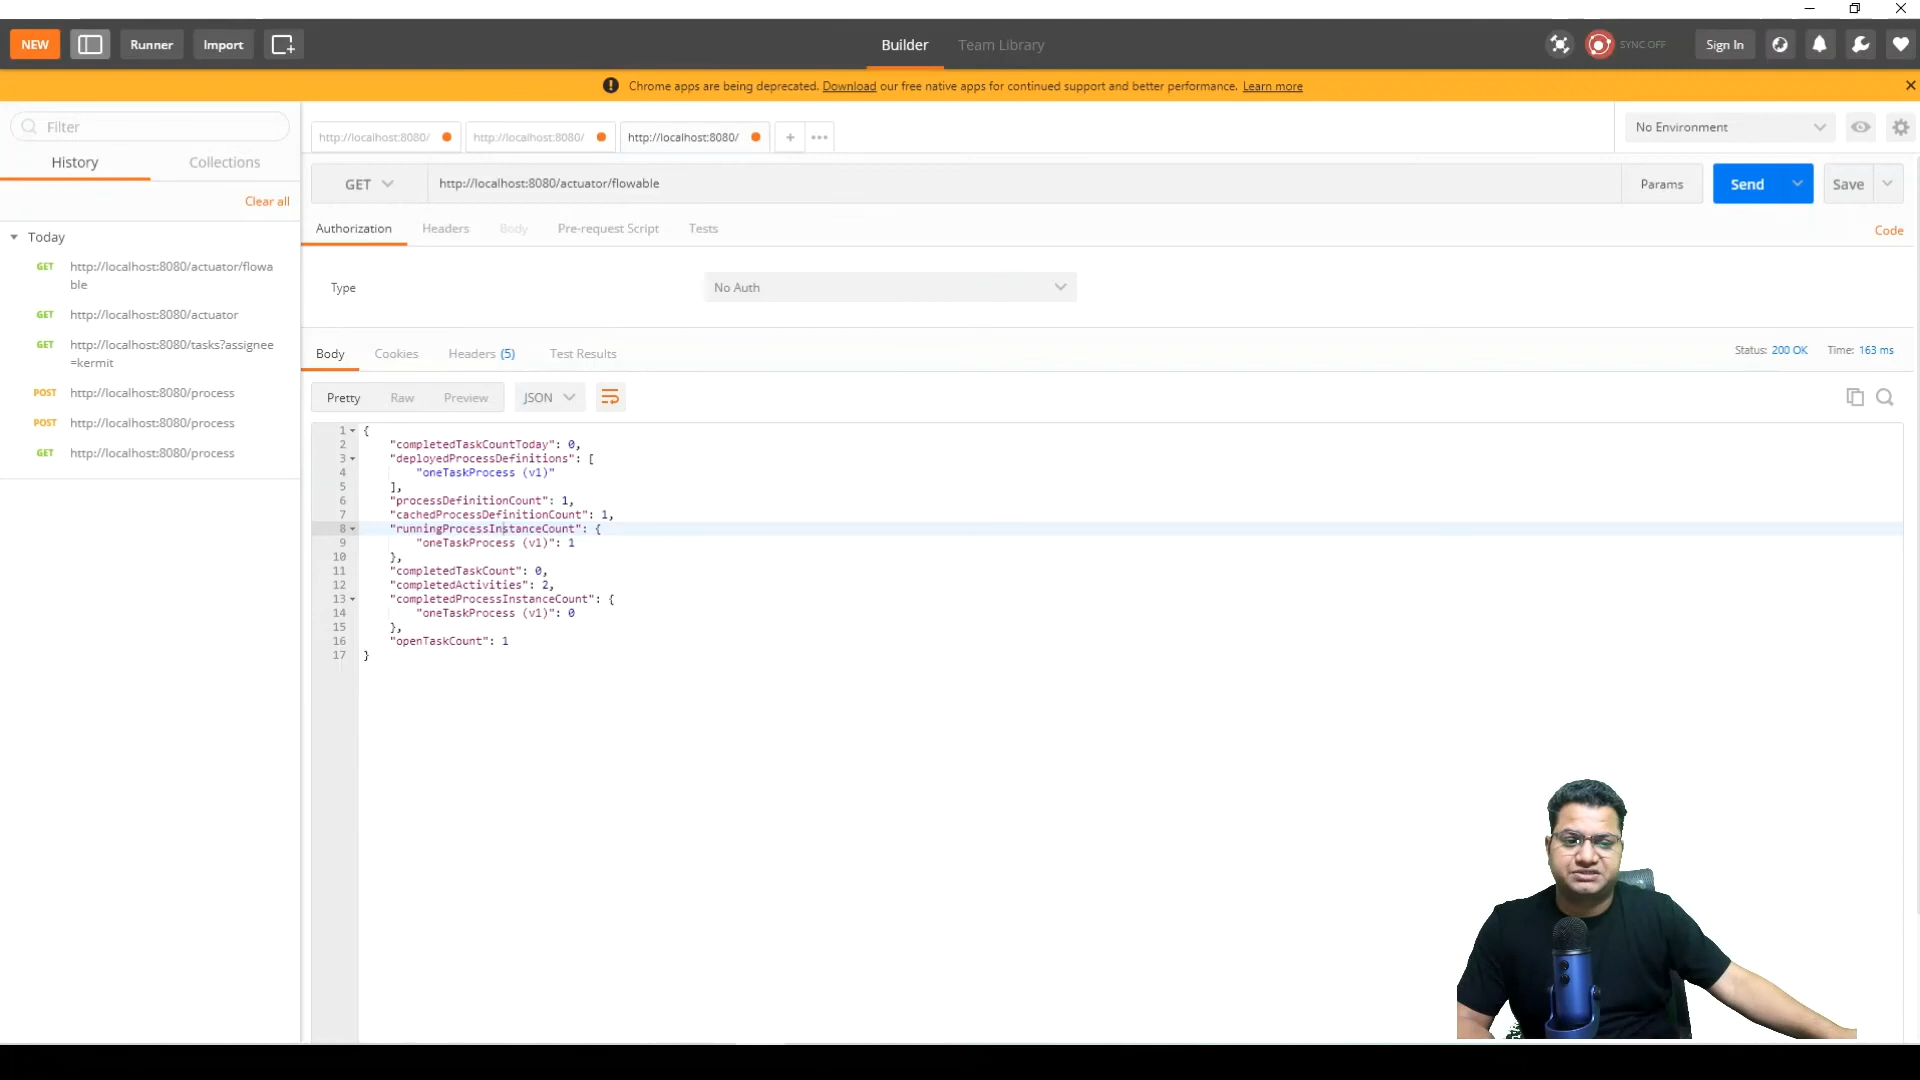 NEW
Runner
Import
Builder
Team Library
SYNC OFF
Sign In
Chrome apps are being deprecated. Download our free native apps for continued support and better performance. Learn more
Filter
History
Collections
Clear all
Today
GET http://localhost:8080/actuator/flowa
ble
GET http://localhost:8080/actuator
GET http://localhost:8080/tasks?assignee
=kermit
POST http://localhost:8080/process
POST http://localhost:8080/process
GET http://localhost:8080/process
http://localhost:8080/
http://localhost:8080/
http://localhost:8080/
No Environment
GET
http://localhost:8080/actuator/flowable
Params
Send
Save
Authorization
Headers
Body
Pre-request Script
Tests
Code
Type
No Auth
Body
Cookies
Headers (5)
Test Results
Status: 200 OK
Time: 163 ms
Pretty
Raw
Preview
JSON
1 {
2 "completedTaskCountToday": 0,
3 "deployedProcessDefinitions": [
4 "oneTaskProcess (v1)"
5 ],
6 "processDefinitionCount": 1,
7 "cachedProcessDefinitionCount": 1,
8 "runningProcessInstanceCount": {
9 "oneTaskProcess (v1)": 1
10 },
11 "completedTaskCount": 0,
12 "completedActivities": 2,
13 "completedProcessInstanceCount": {
14 "oneTaskProcess (v1)": 0
15 },
16 "openTaskCount": 1
17 }